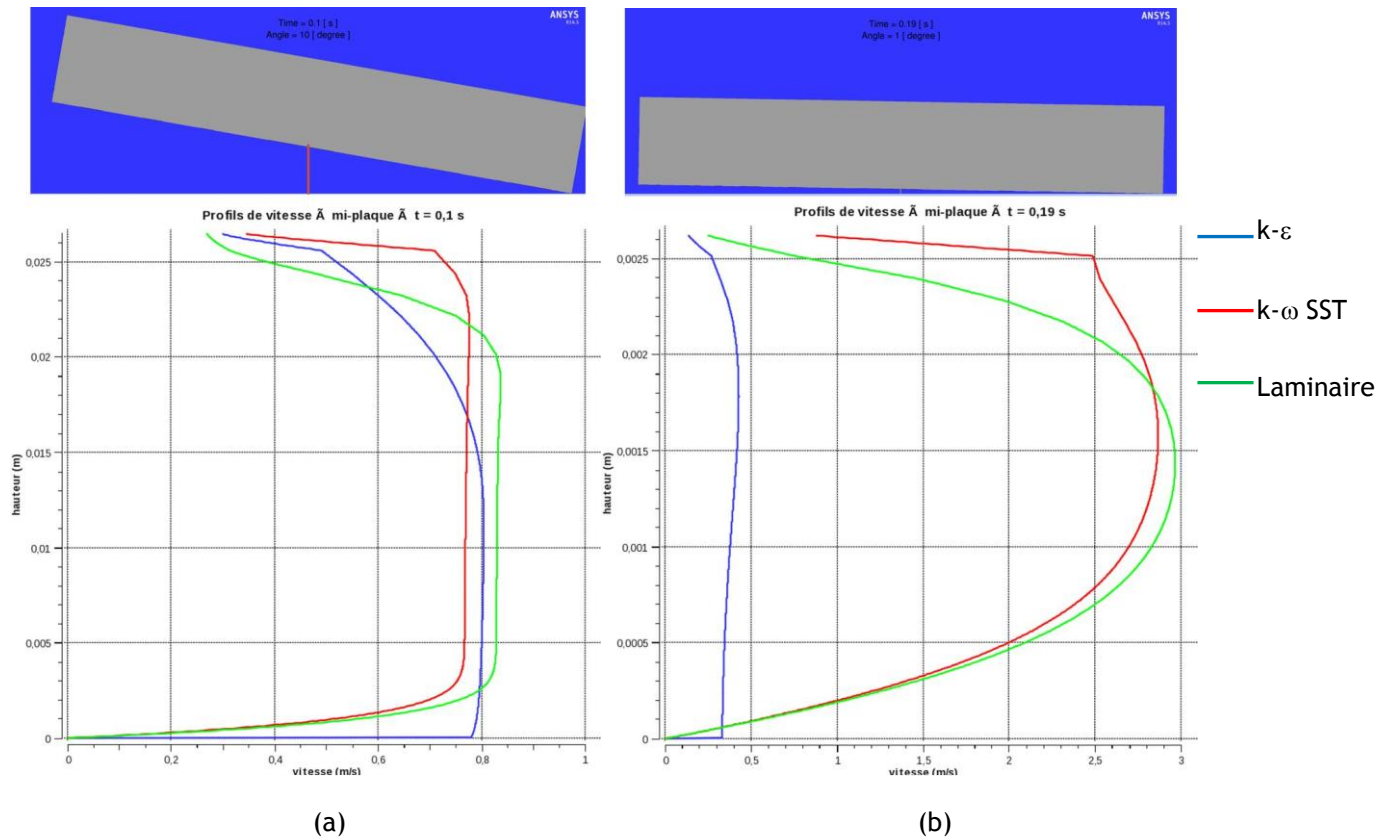 ANSYS
R14.5
Time = 0.1 [ s ]
Angle = 10 [ degree ]
ANSYS
R14.5
Time = 0.19 [ s ]
Angle = 1 [ degree ]
Profils de vitesse Ã mi-plaque Ã t = 0,1 s
hauteur (m)
0,025
0,02
0,015
0,01
0,005
0
0
0,2
0,4
0,6
0,8
1
vitesse (m/s)
(a)
Profils de vitesse Ã mi-plaque Ã t = 0,19 s
hauteur (m)
0,0025
0,002
0,0015
0,001
0,0005
0
0
0,5
1
1,5
2
2,5
3
vitesse (m/s)
(b)
k-ε
k-ω SST
Laminaire